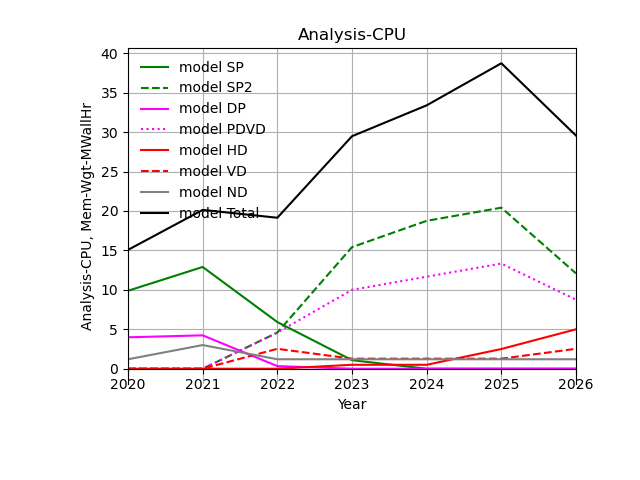 Analysis-CPU
40
35
30
25
20
15
10
5
0
Analysis-CPU, Mem-Wgt-MWallHr
model SP
model SP2
model DP
model PDVD
model HD
model VD
model ND
model Total
2020 2021 2022 2023 2024 2025 2026
Year